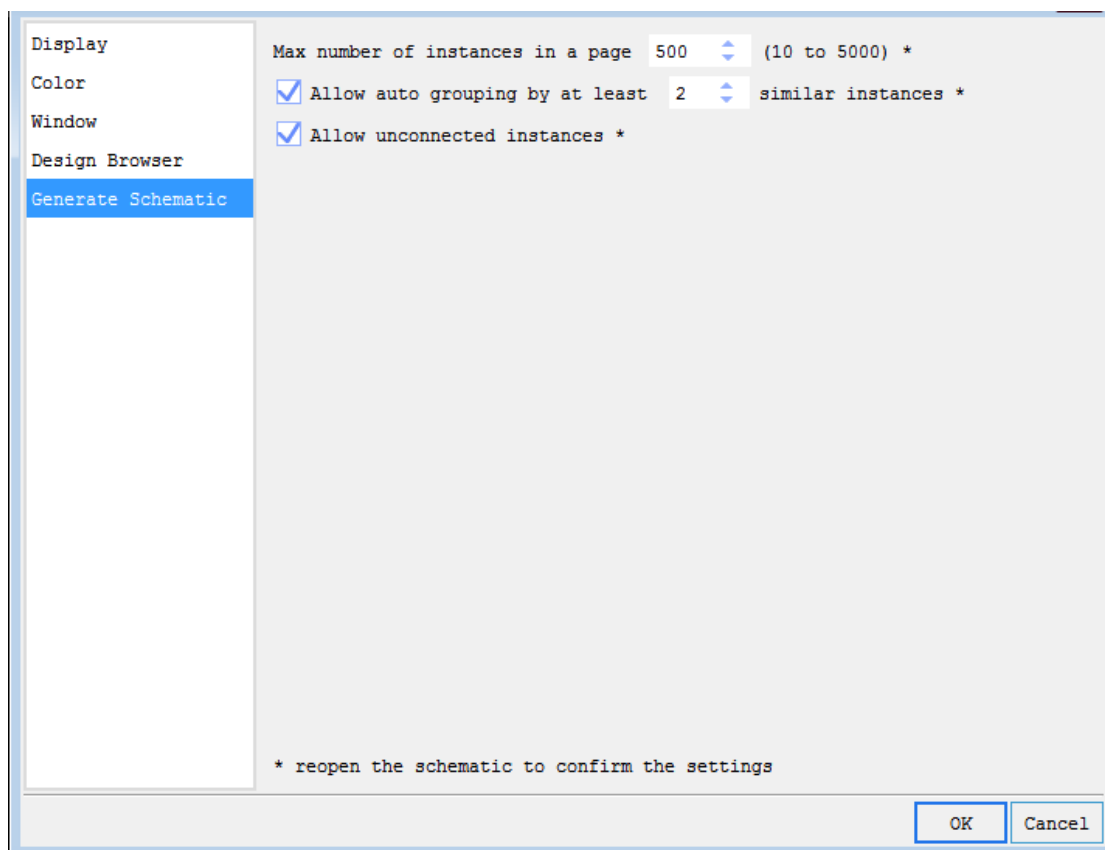 Display
Color
Window
Design Browser
Generate Schematic
Max number of instances in a page 500 (10 to 5000) *
Allow auto grouping by at least 2 similar instances *
Allow unconnected instances *
* reopen the schematic to confirm the settings
OK Cancel